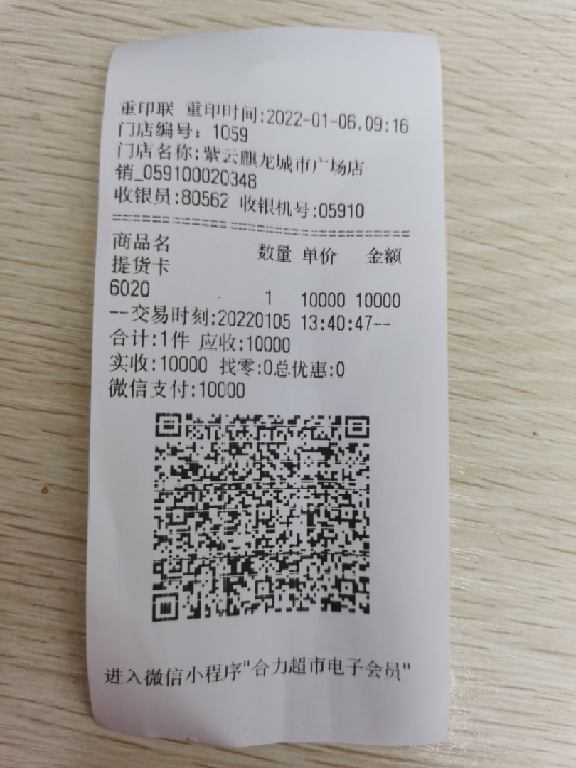 重印联 重印时间:2022-01-06,09:16
门店编号: 1059
门店名称:紫云麒龙城市广场店
销_059100020348
收银员:80562 收银机号:05910
商品名 数量 单价 金额
提货卡
6020 1 10000 10000
--交易时刻:20220105 13:40:47--
合计:1件 应收:10000
实收:10000 找零:0总优惠:0
微信支付:10000
进入微信小程序"合力超市电子会员"